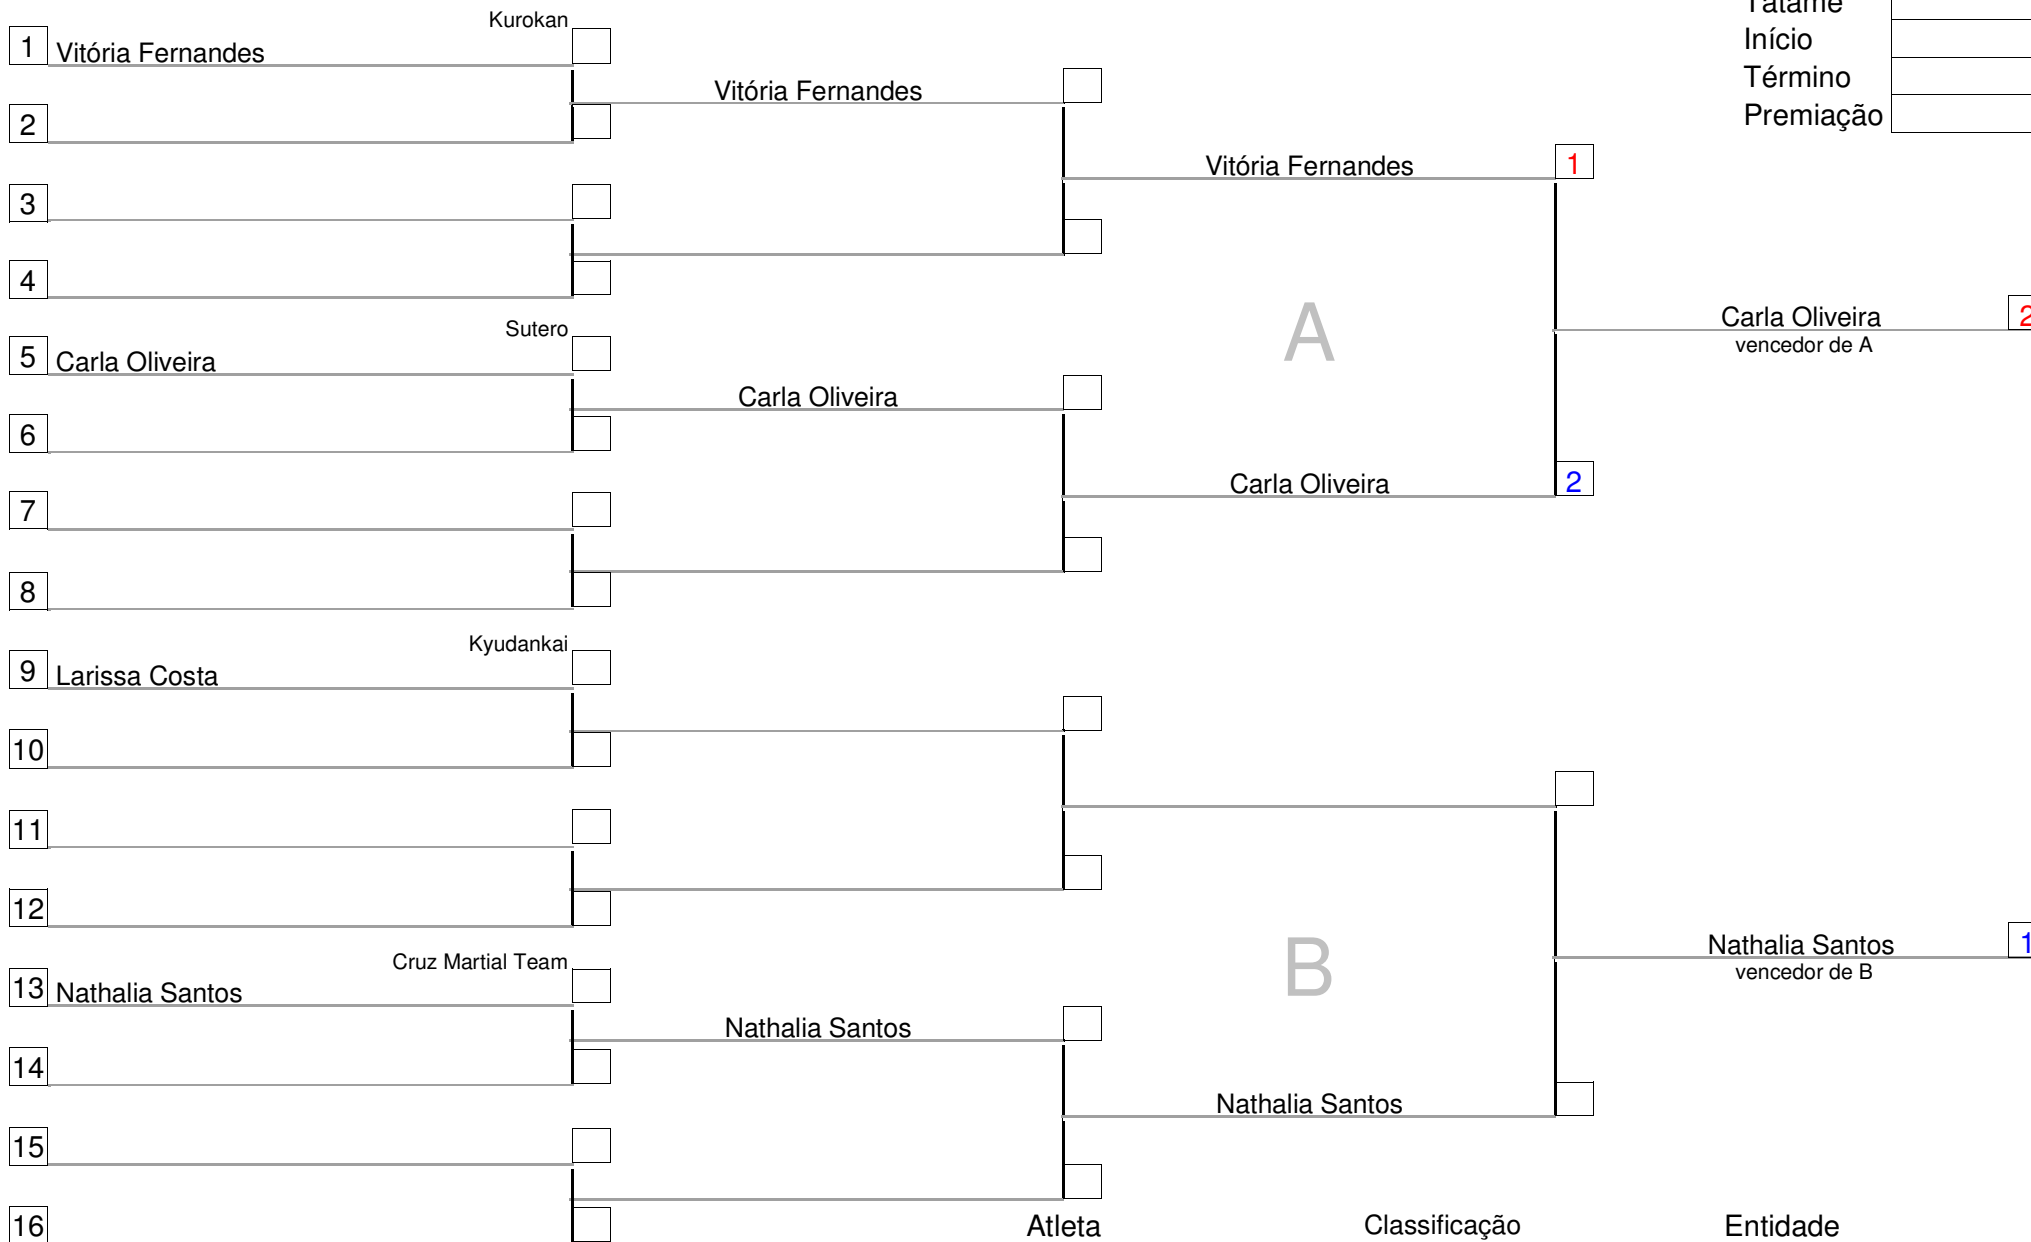 Tatame
Kurokan
1 Vitória Fernandes
Início
Vitória Fernandes
Término
2
Premiação
Vitória Fernandes 1
3
4
Carla Oliveira 2
vencedor de A
A
Sutero
5 Carla Oliveira
Carla Oliveira
6
Carla Oliveira 2
7
8
Kyudankai
9 Larissa Costa
10
11
12
Nathalia Santos 1
vencedor de B
B
Cruz Martial Team
13 Nathalia Santos
Nathalia Santos
14
Nathalia Santos
15
16
Atleta Classificação Entidade